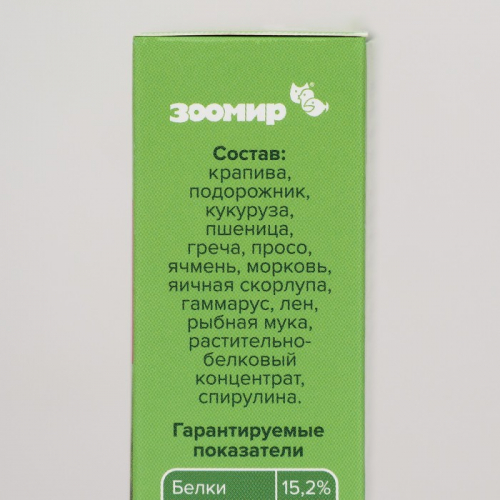 зоомир
Состав:
крапива,
подорожник,
кукуруза,
пшеница,
греча, просо,
ячмень, морковь,
яичная скорлупа,
гаммарус, лен,
рыбная мука,
растительно-
белковый
концентрат,
спирулина.
Гарантируемые
показатели
Белки 15,2%